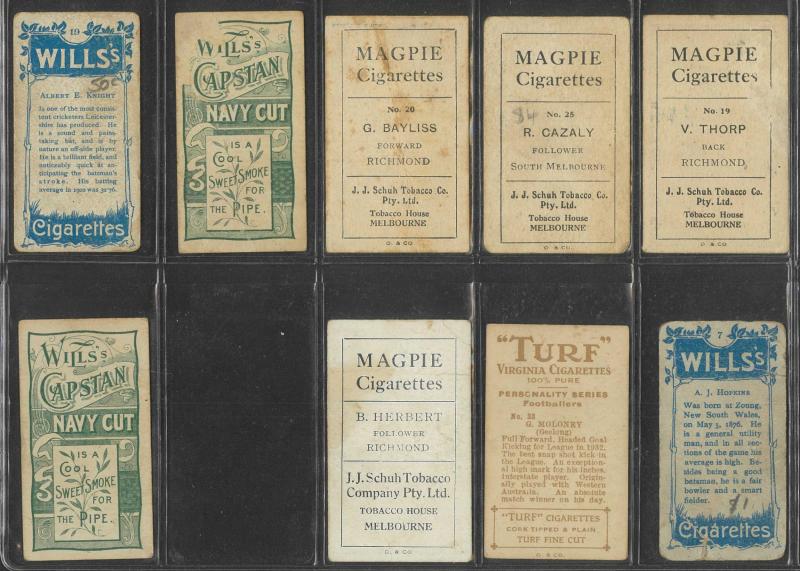 19
WILLS's
505
ALBERT E. KNIGHT
Is one of the most consis-
tent cricketers Leicester-
shire has produced. He
is a sound and pains-
taking bat, and is by
nature an off-side player.
He is a brilliant field, and
noticeably quick at an-
ticipating the batsman's
stroke. His batting
average in 1902 was 32·76.
Cigarettes
WILLS's
CAPSTAN
NAVY CUT
IS A
COOL
SWEET SMOKE
FOR
THE PIPE.
MAGPIE
Cigarettes
No. 20
G. BAYLISS
FORWARD
RICHMOND
J. J. Schuh Tobacco Co.
Pty. Ltd.
Tobacco House
MELBOURNE
O. & CO
MAGPIE
Cigarettes
84
No. 25
R. CAZALY
FOLLOWER
SOUTH MELBOURNE
J. J. Schuh Tobacco Co.
Pty. Ltd.
Tobacco House
MELBOURNE
O. & CO.
MAGPIE
Cigarettes
No. 19
V. THORP
BACK
RICHMOND
J. J. Schuh Tobacco Co.
Pty. Ltd.
Tobacco House
MELBOURNE
O. & CO
WILLS's
CAPSTAN
NAVY CUT
IS A
COOL
SWEET SMOKE
FOR
THE PIPE.
MAGPIE
Cigarettes
B. HERBERT
FOLLOWER
RICHMOND
J. J. Schuh Tobacco
Company Pty. Ltd.
TOBACCO HOUSE
MELBOURNE
O. & CO
"TURF"
VIRGINIA CIGARETTES
100% PURE
PERSONALITY SERIES
Footballers
No. 33
G. MOLONEY
(Geelong)
Full Forward. Headed Goal
Kicking for League in 1932.
The best snap shot kick in
the League. An exception-
al high mark for his inches.
Interstate player. Origin-
ally played with Western
Australia. An absolute
match winner on his day.
"TURF" CIGARETTES
CORK TIPPED & PLAIN
TURF FINE CUT
O. & CO.
7
WILLS's
A. J. HOPKINS
Was born at Zoung,
New South Wales,
on May 3, 1876. He
is a general utility
man, and in all sec-
tions of the game his
average is high. Be-
sides being a good
batsman, he is a fair
bowler and a smart
fielder.
Cigarettes